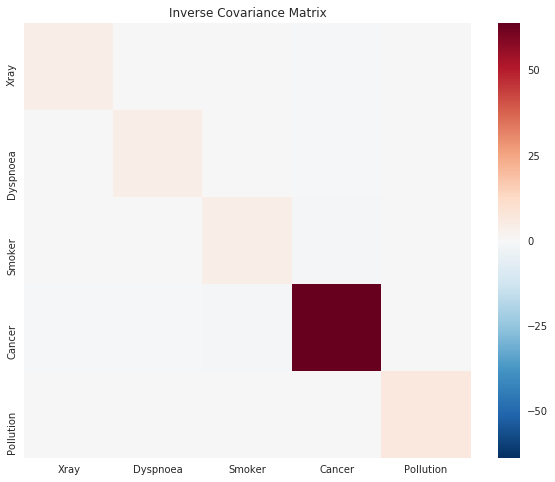 Inverse Covariance Matrix
Xray
Dyspnoea
Smoker
Cancer
Pollution
Xray Dyspnoea Smoker Cancer Pollution
50
25
0
−25
−50